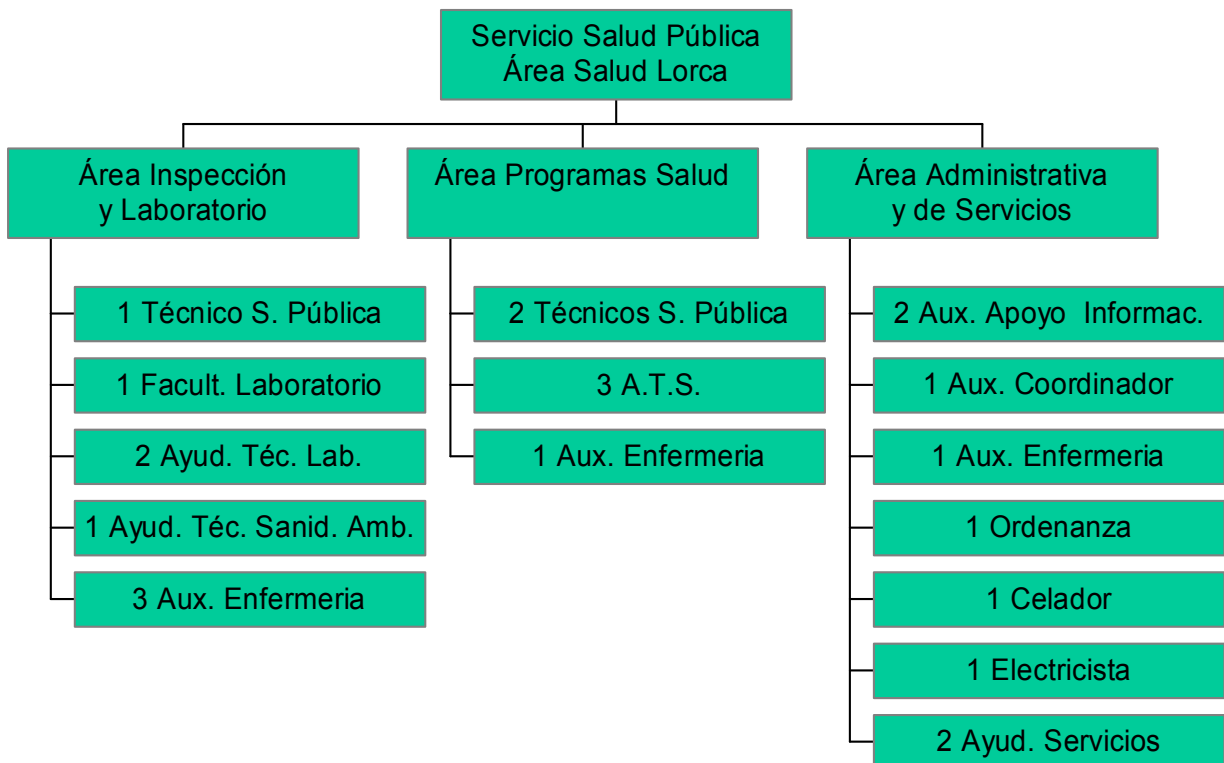 Servicio Salud Pública
Área Salud Lorca
Área Inspección
y Laboratorio
1 Técnico S. Pública
1 Facult. Laboratorio
2 Ayud. Téc. Lab.
1 Ayud. Téc. Sanid. Amb.
3 Aux. Enfermeria
Área Programas Salud
2 Técnicos S. Pública
3 A.T.S.
1 Aux. Enfermeria
Área Administrativa
y de Servicios
2 Aux. Apoyo Informac.
1 Aux. Coordinador
1 Aux. Enfermeria
1 Ordenanza
1 Celador
1 Electricista
2 Ayud. Servicios